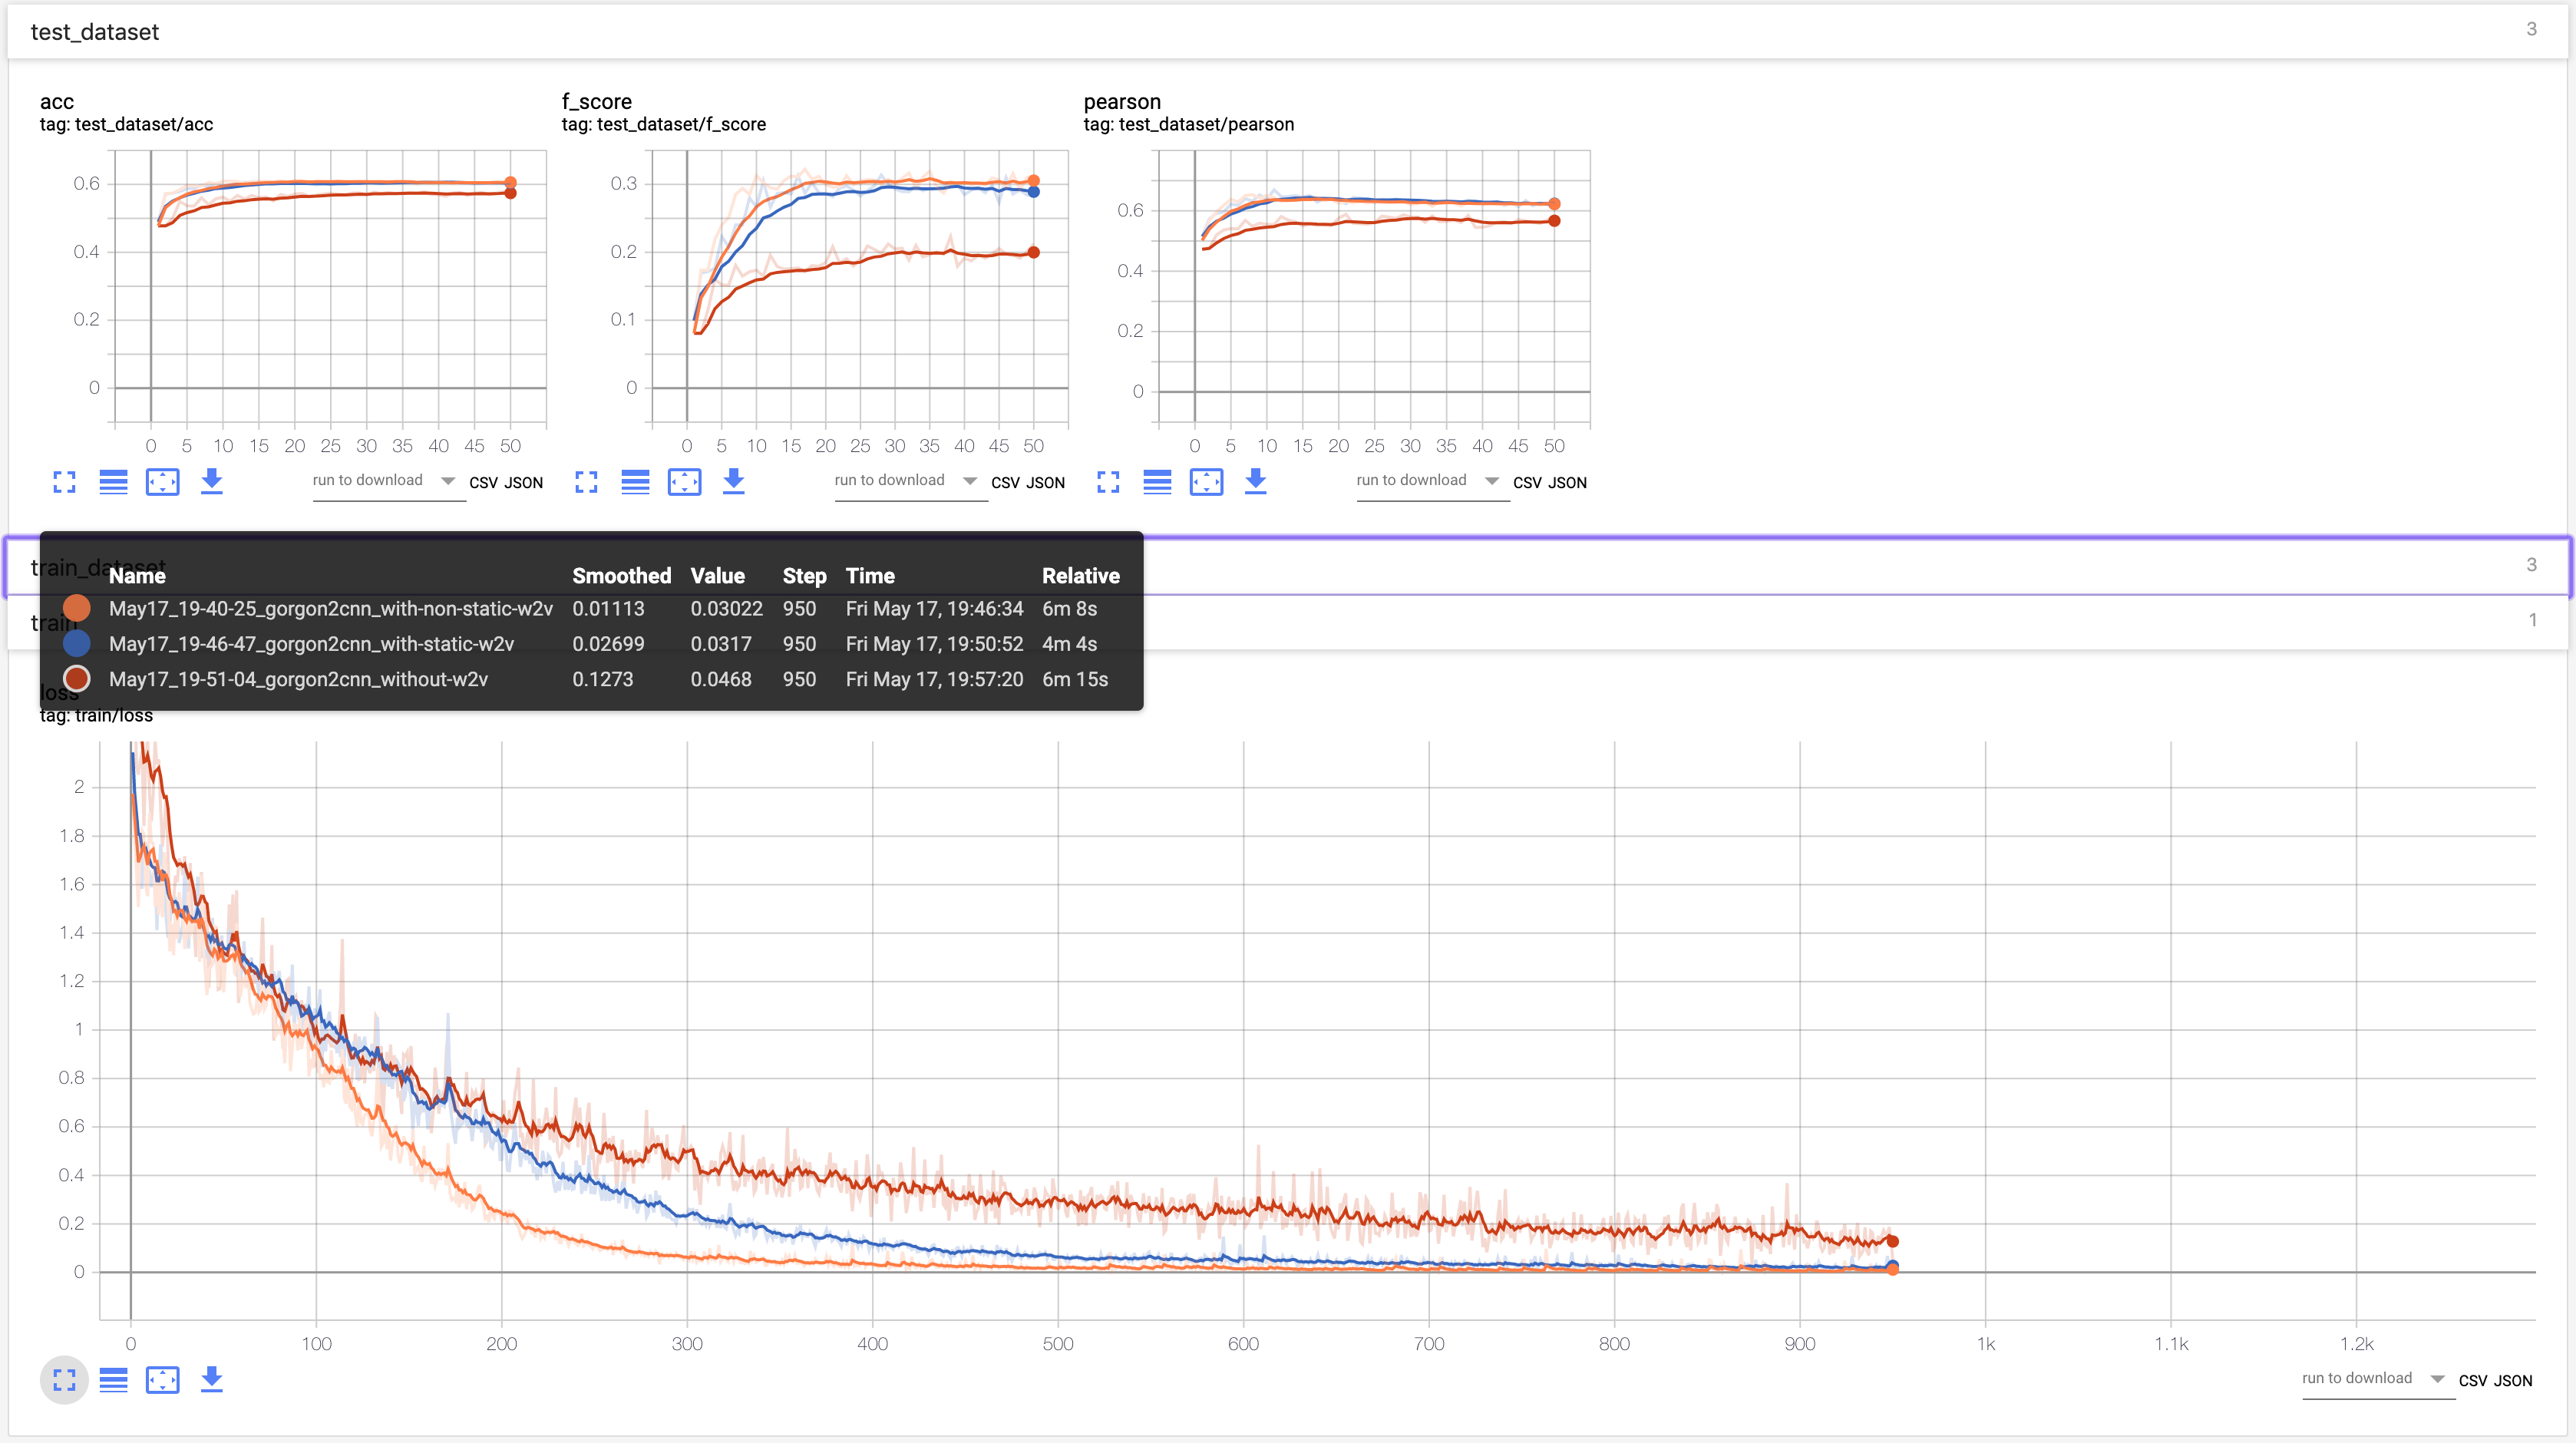 test_dataset 3
acc f_score pearson
tag: test_dataset/acc tag: test_dataset/f_score tag: test_dataset/pearson
0.6 0.3 0.6
0.4 0.2 0.4
0.2 0.1 0.2
0 0 0
0 5 10 15 20 25 30 35 40 45 50 0 5 10 15 20 25 30 35 40 45 50 0 5 10 15 20 25 30 35 40 45 50
run to download CSV JSON run to download CSV JSON run to download CSV JSON
train_dataset 3
Name Smoothed Value Step Time Relative
May17_19-40-25_gorgon2cnn_with-non-static-w2v 0.01113 0.03022 950 Fri May 17, 19:46:34 6m 8s
train 1
May17_19-46-47_gorgon2cnn_with-static-w2v 0.02699 0.0317 950 Fri May 17, 19:50:52 4m 4s
May17_19-51-04_gorgon2cnn_without-w2v 0.1273 0.0468 950 Fri May 17, 19:57:20 6m 15s
loss
tag: train/loss
2
1.8
1.6
1.4
1.2
1
0.8
0.6
0.4
0.2
0
0 100 200 300 400 500 600 700 800 900 1k 1.1k 1.2k
run to download CSV JSON